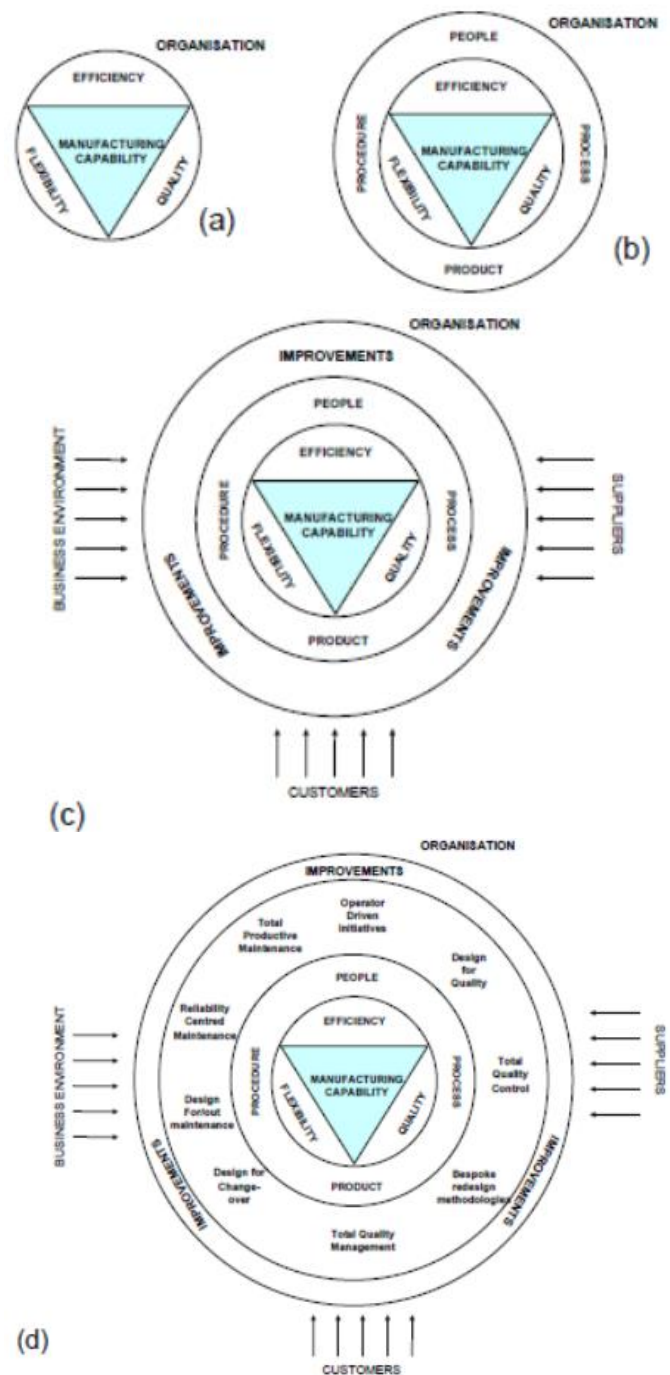 ORGANISATION
EFFICIENCY
MANUFACTURING
CAPABILITY
FLEXIBILITY
QUALITY
(a)
ORGANISATION
PEOPLE
EFFICIENCY
PROCEDURE
MANUFACTURING
CAPABILITY
PROCESS
FLEXIBILITY
QUALITY
PRODUCT
(b)
ORGANISATION
IMPROVEMENTS
PEOPLE
EFFICIENCY
BUSINESS ENVIRONMENT
PROCEDURE
MANUFACTURING
CAPABILITY
PROCESS
SUPPLIERS
FLEXIBILITY
QUALITY
IMPROVEMENTS
IMPROVEMENTS
PRODUCT
CUSTOMERS
(c)
ORGANISATION
IMPROVEMENTS
Operator
Driven
Initiatives
Total
Productive
Maintenance
Design
for
Quality
PEOPLE
EFFICIENCY
Reliability
Centred
Maintenance
BUSINESS ENVIRONMENT
PROCEDURE
MANUFACTURING
CAPABILITY
PROCESS
Total
Quality
Control
SUPPLIERS
FLEXIBILITY
QUALITY
Design
For/out
maintenance
Design for
Change-
over
PRODUCT
Bespoke
redesign
methodologies
IMPROVEMENTS
IMPROVEMENTS
Total Quality
Management
(d)
CUSTOMERS